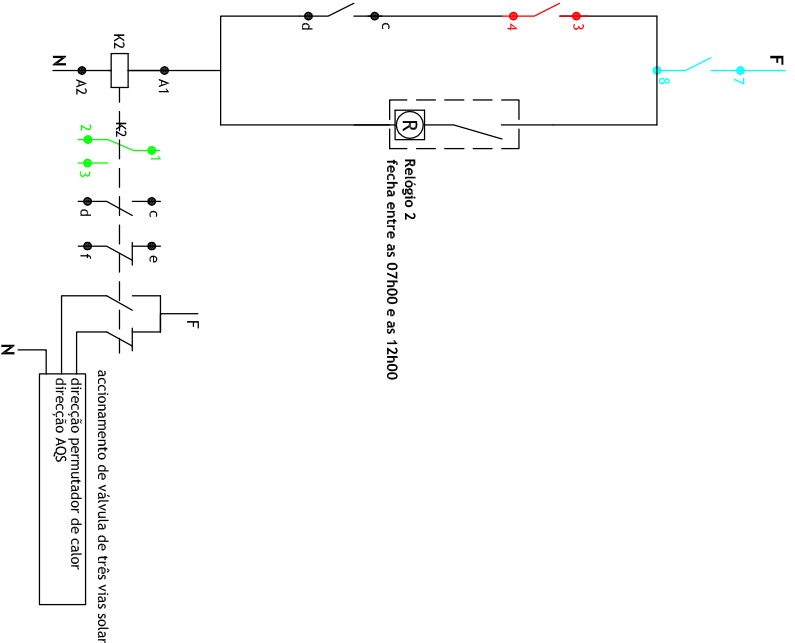 F
7
8
3
4
c
d
R
Relógio 2
fecha entre as 07h00 e as 12h00
A1
K2
A2
N
K2
1
2
3
c
d
e
f
F
N
accionamento de válvula de três vias solar
direcção permutador de calor
direcção AQS